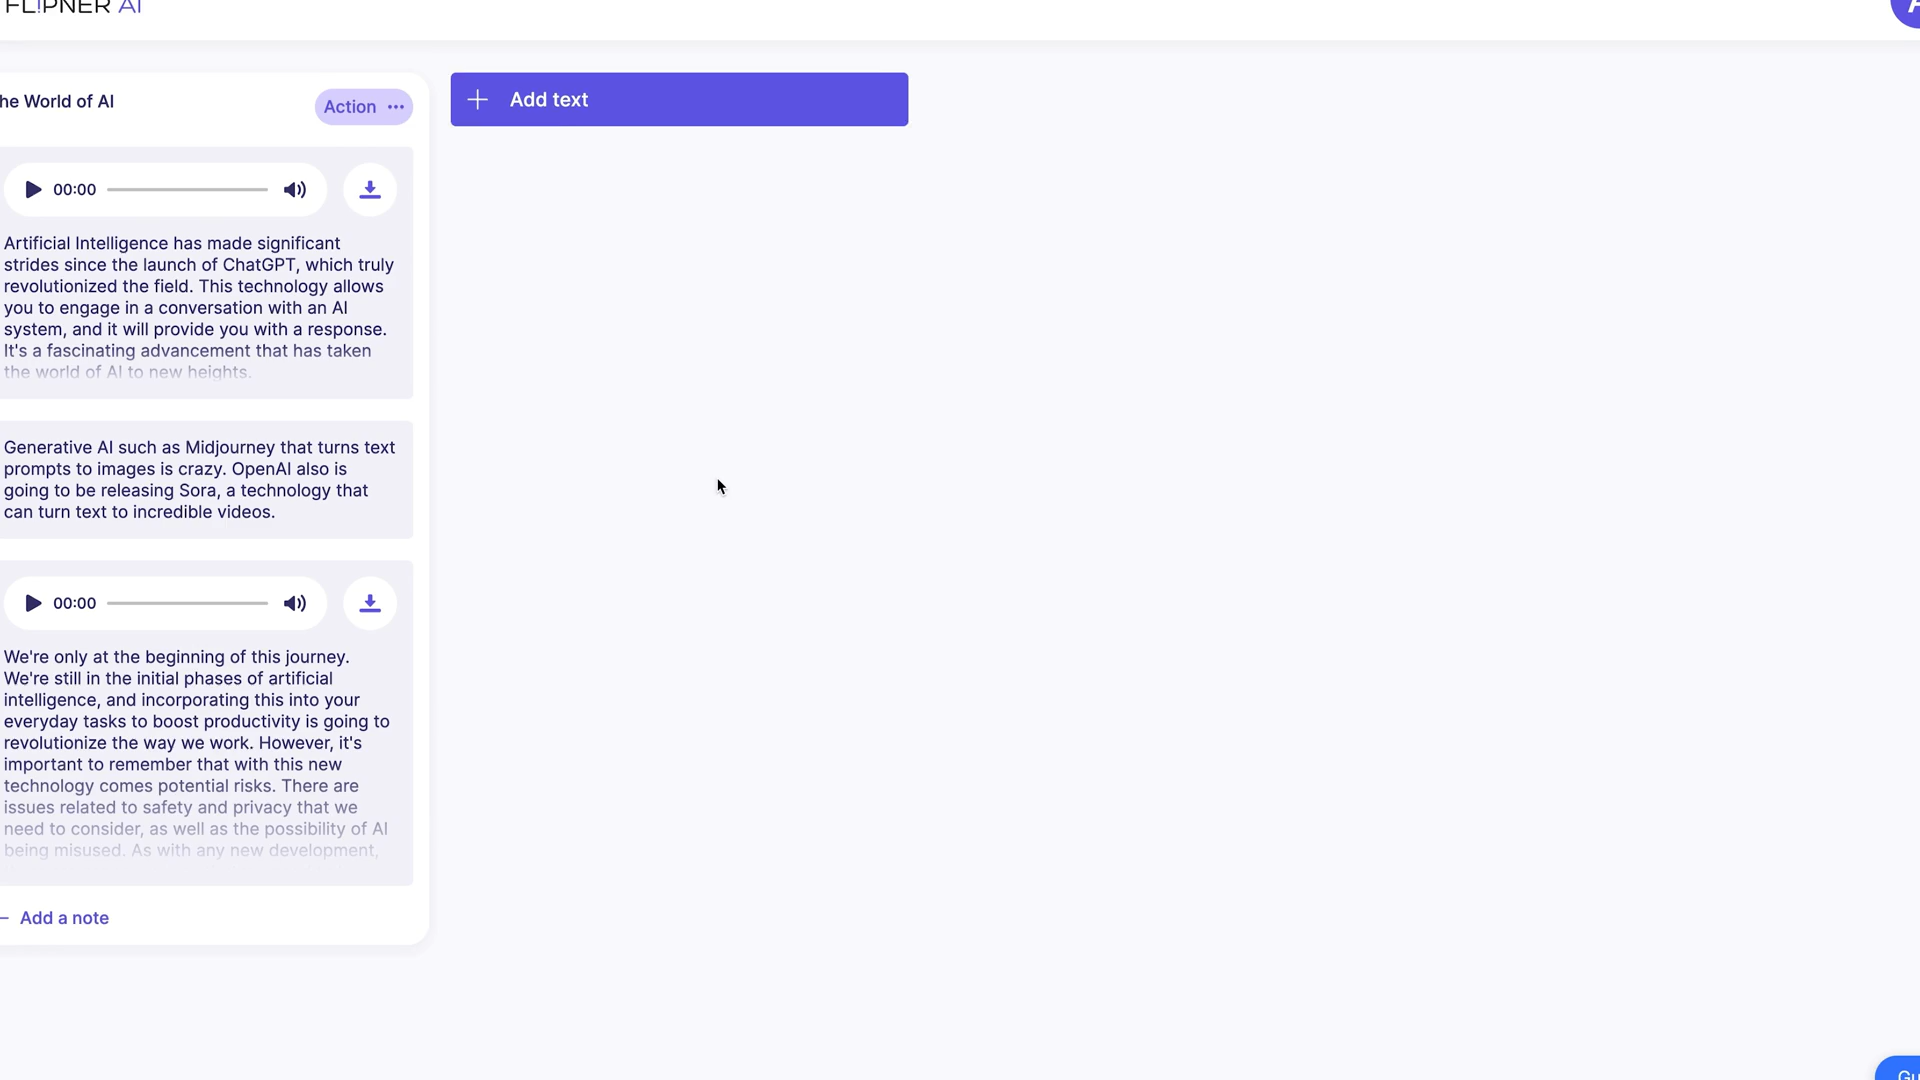 FL!PNER AI
he World of AI
Action
Add text
00:00
Artificial Intelligence has made significant
strides since the launch of ChatGPT, which truly
revolutionized the field. This technology allows
you to engage in a conversation with an AI
system, and it will provide you with a response.
It's a fascinating advancement that has taken
the world of AI to new heights.
Generative AI such as Midjourney that turns text
prompts to images is crazy. OpenAI also is
going to be releasing Sora, a technology that
can turn text to incredible videos.
00:00
We're only at the beginning of this journey.
We're still in the initial phases of artificial
intelligence, and incorporating this into your
everyday tasks to boost productivity is going to
revolutionize the way we work. However, it's
important to remember that with this new
technology comes potential risks. There are
issues related to safety and privacy that we
need to consider, as well as the possibility of AI
being misused. As with any new development,
Add a note